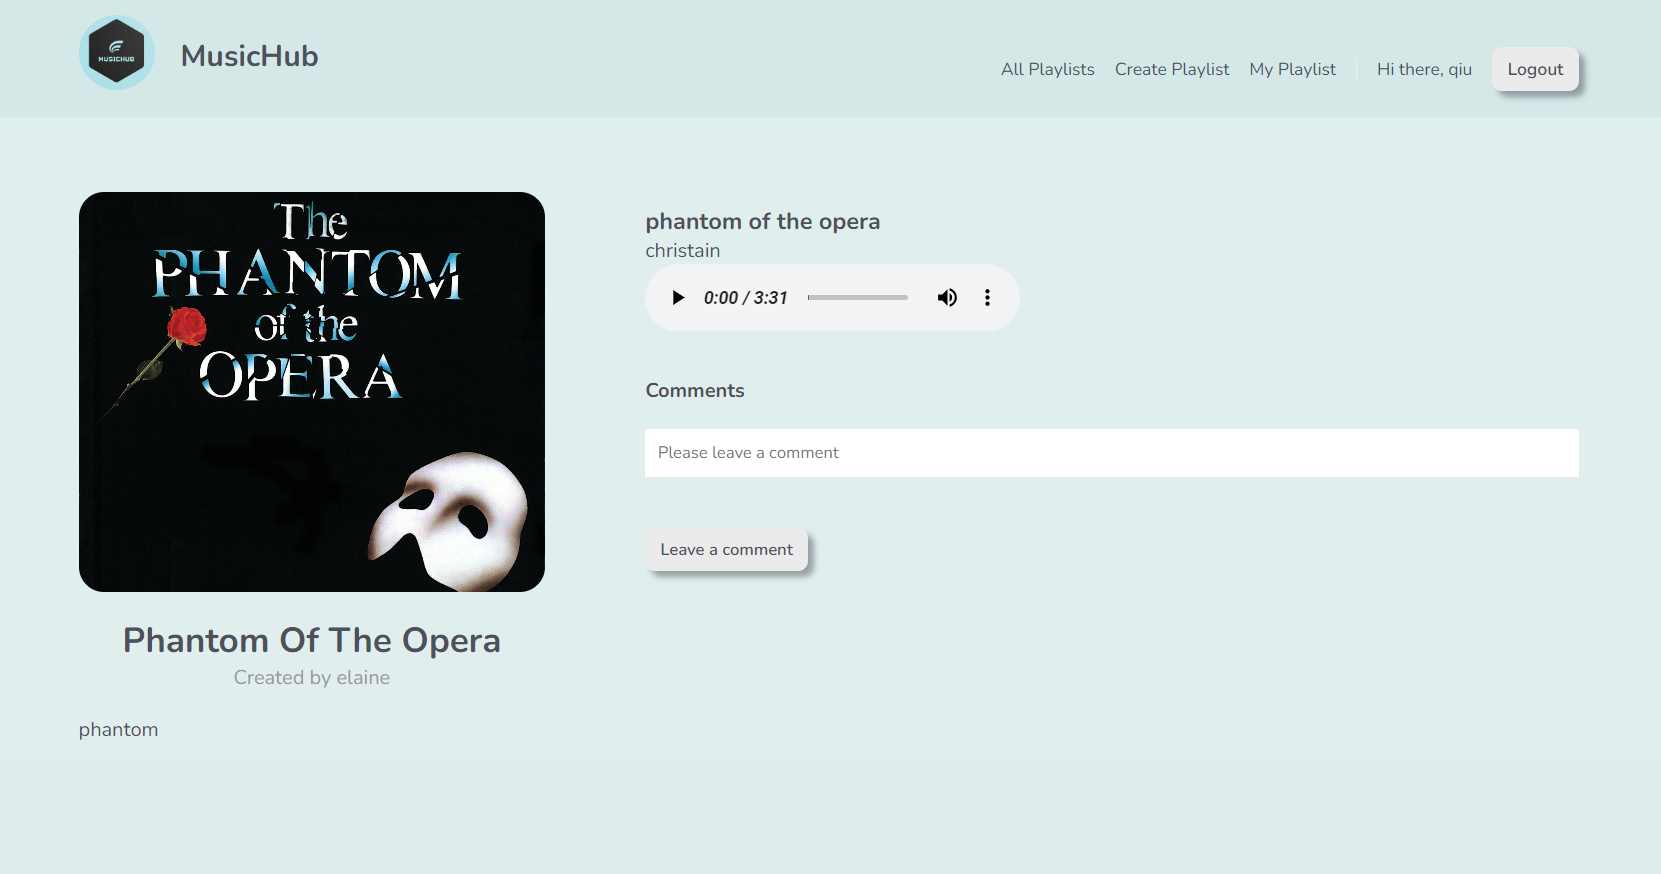 MUSICHUB
MusicHub
All Playlists
Create Playlist
My Playlist
Hi there, qiu
Logout
The
PHANTOM
of the
OPERA
Phantom Of The Opera
Created by elaine
phantom
phantom of the opera
christain
0:00 / 3:31
Comments
Please leave a comment
Leave a comment